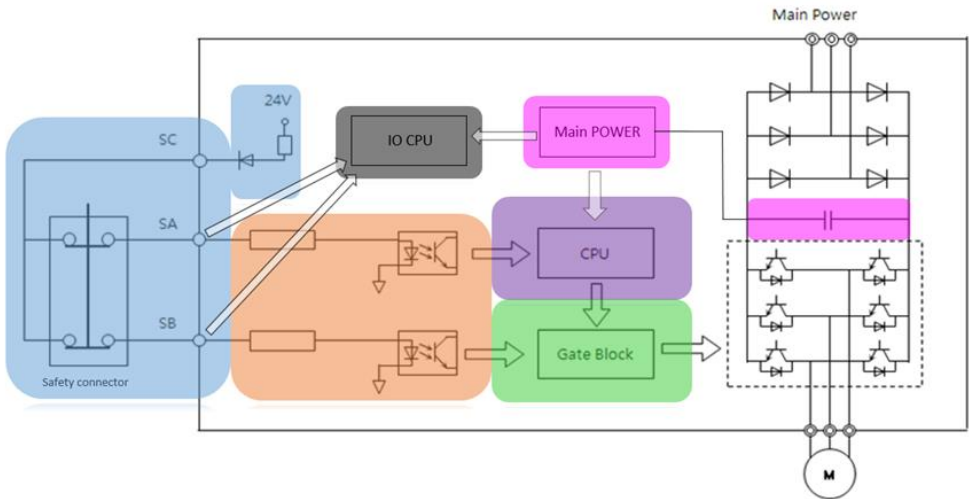 Main Power
24V
SC
IO CPU
Main POWER
SA
CPU
SB
Gate Block
Safety connector
M